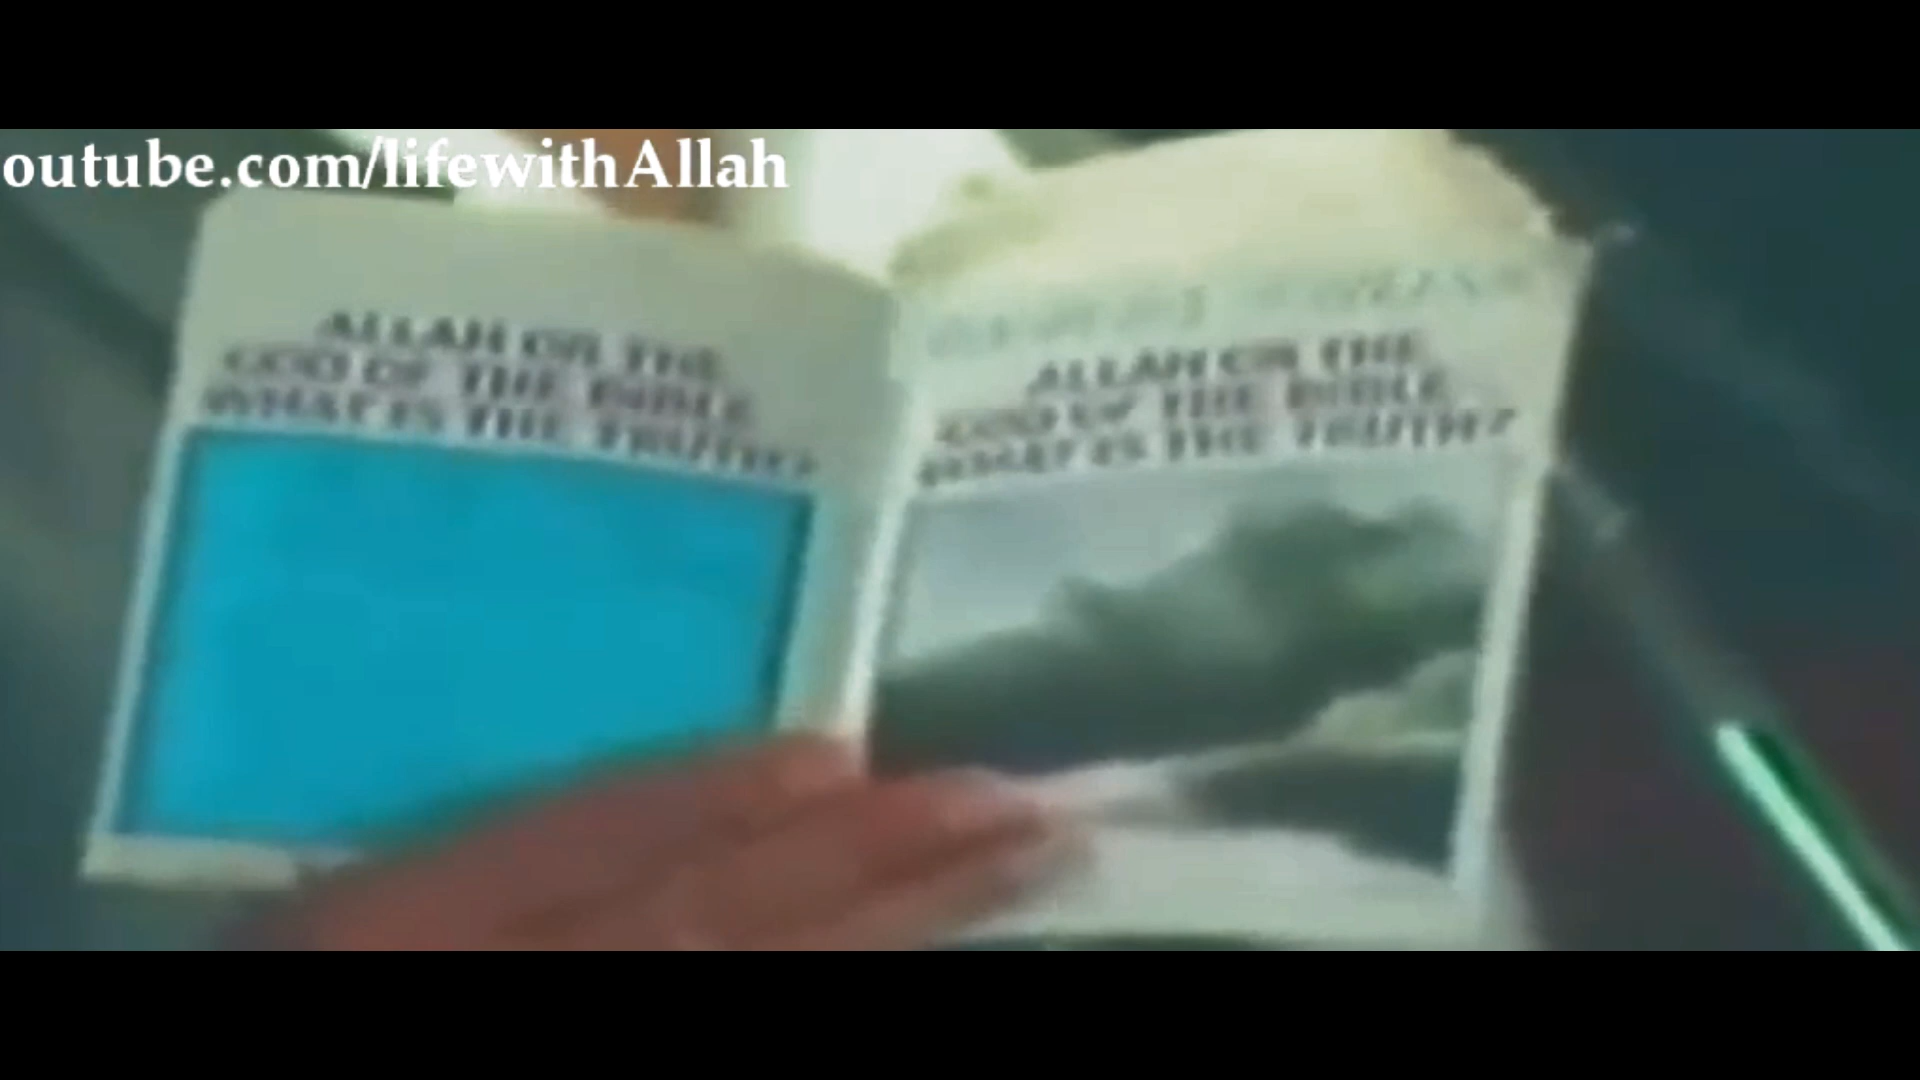 outube.com/lifewithAllah
ALLAH OR THE
GOD OF THE BIBLE
WHAT IS THE TRUTH?
ALLAH OR THE
GOD OF THE BIBLE
WHAT IS THE TRUTH?